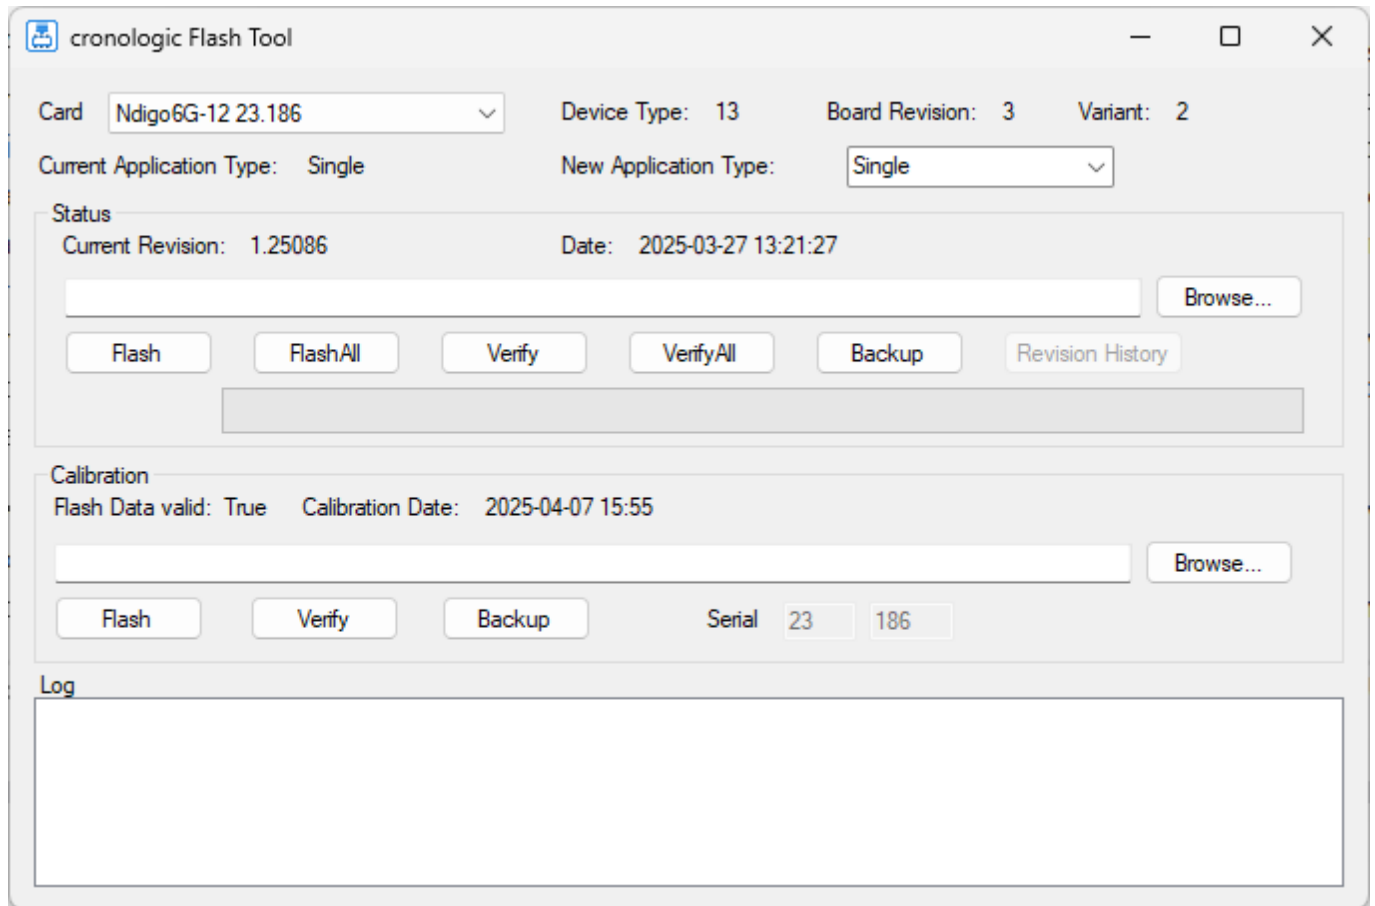 cronologic Flash Tool
Card Ndigo6G-12 23.186 Device Type: 13 Board Revision: 3 Variant: 2
Current Application Type: Single New Application Type: Single
Status
Current Revision: 1.25086 Date: 2025-03-27 13:21:27
Browse...
Flash FlashAll Verify VerifyAll Backup Revision History
Calibration
Flash Data valid: True Calibration Date: 2025-04-07 15:55
Browse...
Flash Verify Backup Serial 23 186
Log